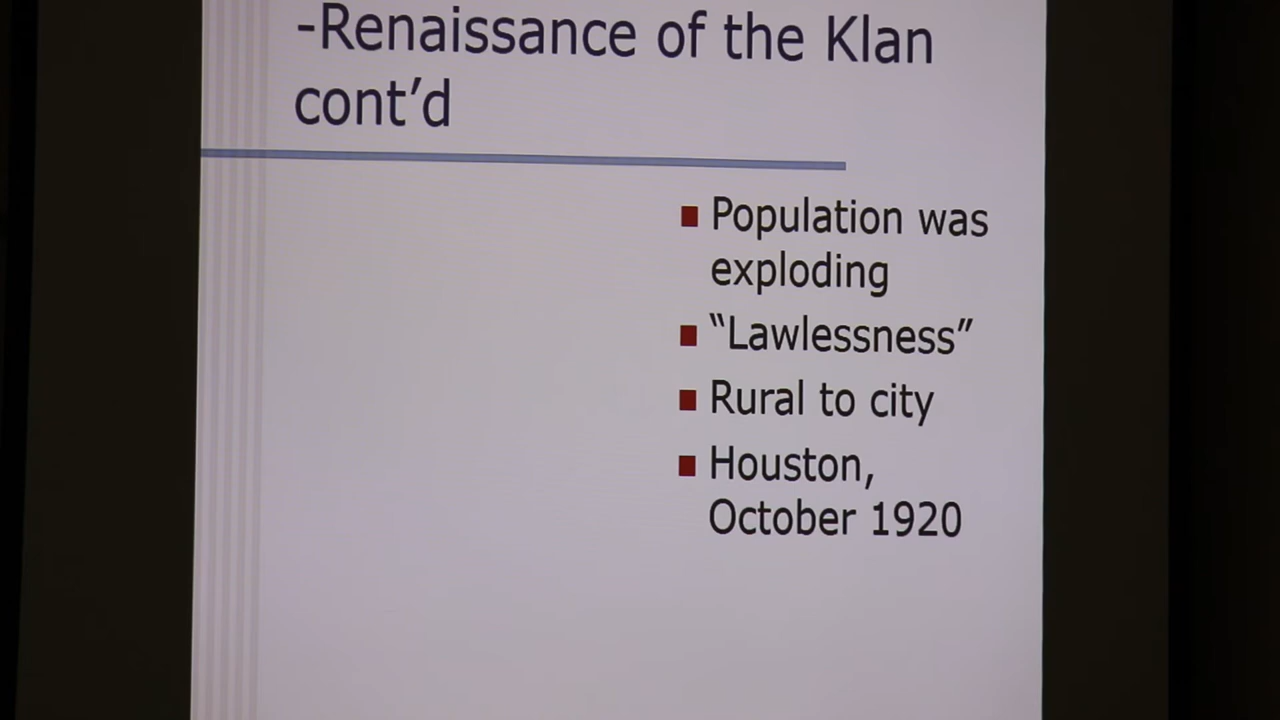 -Renaissance of the Klan
cont’d
Population was
exploding
“Lawlessness”
Rural to city
Houston,
October 1920